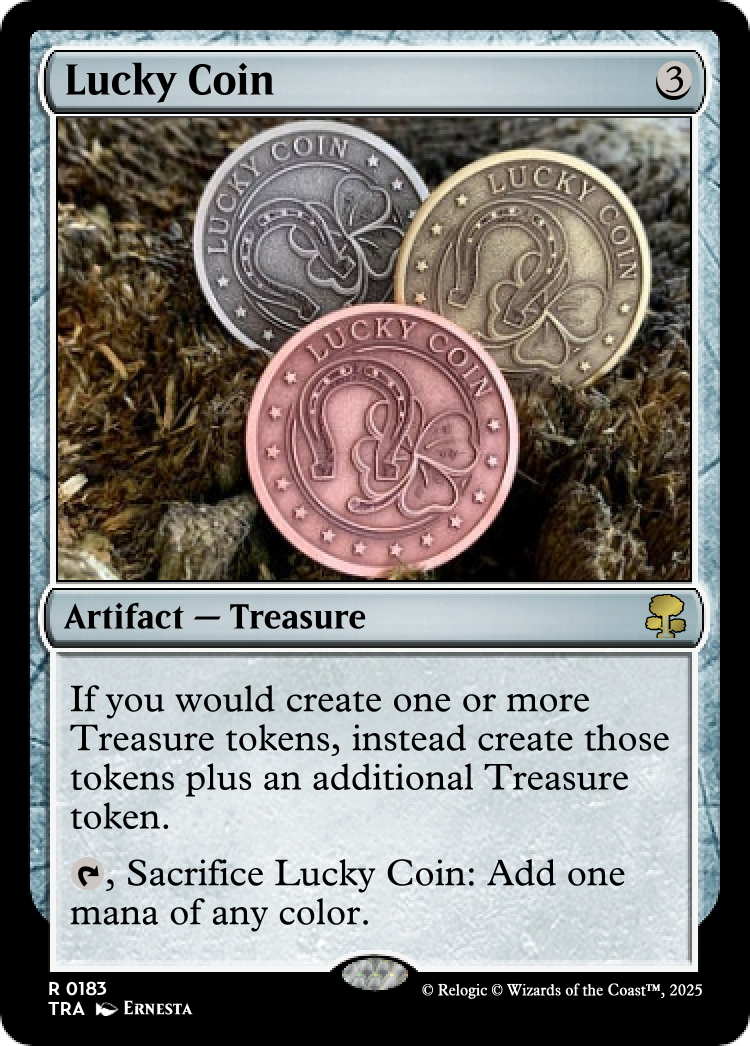 Lucky Coin 3
LUCKY COIN
LUCKY COIN
LUCKY COIN
Artifact — Treasure
If you would create one or more
Treasure tokens, instead create those
tokens plus an additional Treasure
token.
, Sacrifice Lucky Coin: Add one
mana of any color.
R 0183
TRA ERNESTA
© Relogic © Wizards of the Coast™, 2025